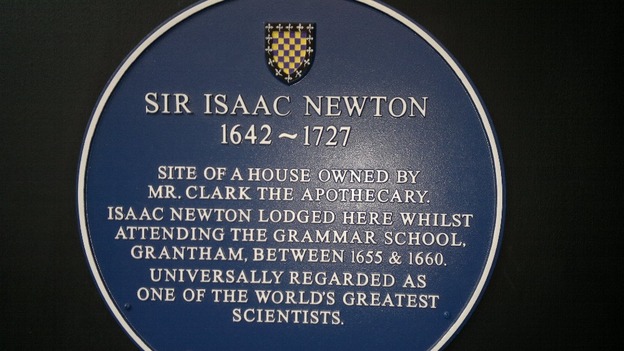 SIR ISAAC NEWTON
1642 ~ 1727
SITE OF A HOUSE OWNED BY
MR. CLARK THE APOTHECARY.
ISAAC NEWTON LODGED HERE WHILST
ATTENDING THE GRAMMAR SCHOOL,
GRANTHAM, BETWEEN 1655 & 1660.
UNIVERSALLY REGARDED AS
ONE OF THE WORLD'S GREATEST
SCIENTISTS.